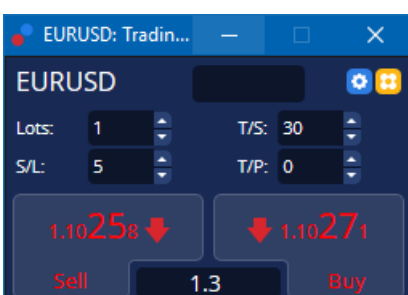 EURUSD: Tradin...
EURUSD
Lots: 1 T/S: 30
S/L: 5 T/P: 0
1.10258 1.10271
Sell 1.3 Buy